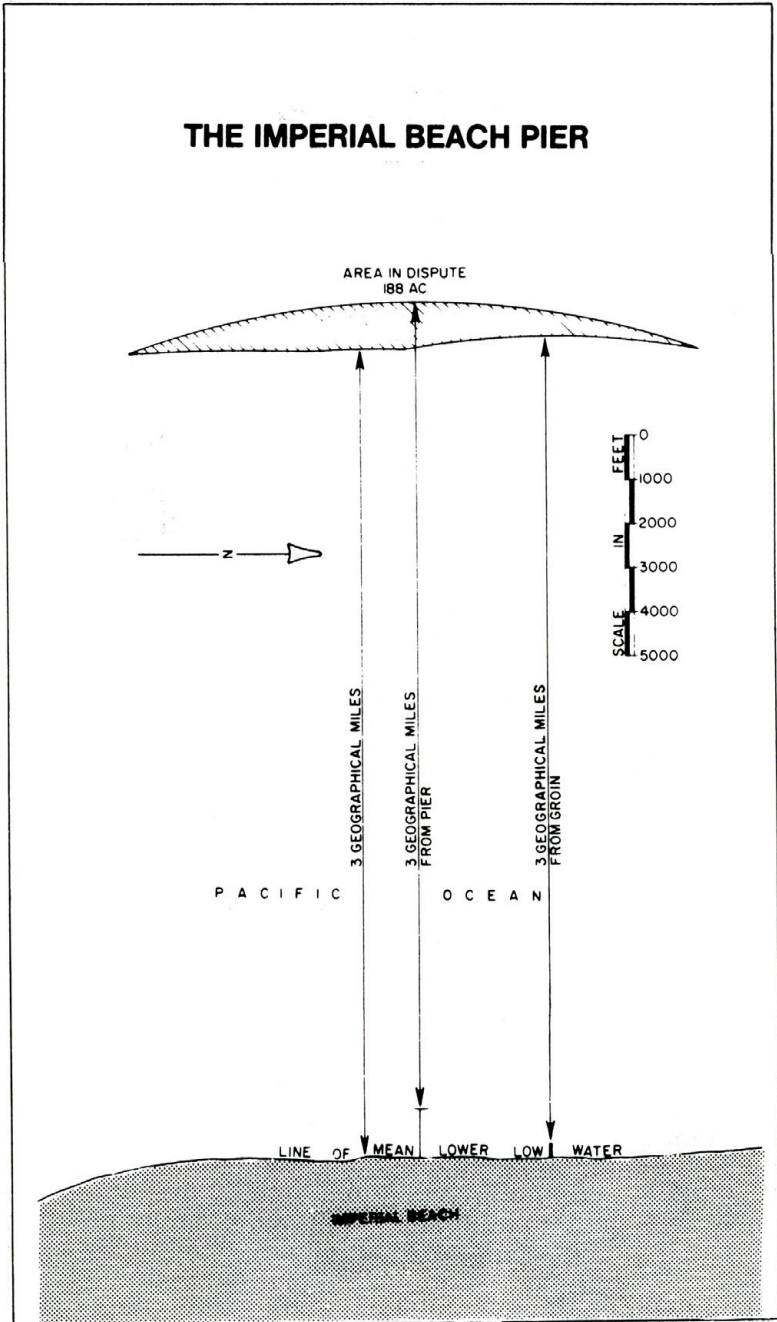 THE IMPERIAL BEACH PIER
AREA IN DISPUTE
188 AC
SCALE IN FEET
0
1000
2000
3000
4000
5000
N
3 GEOGRAPHICAL MILES
3 GEOGRAPHICAL MILES
FROM PIER
3 GEOGRAPHICAL MILES
FROM GROIN
PACIFIC OCEAN
LINE OF MEAN LOWER LOW WATER
IMPERIAL BEACH